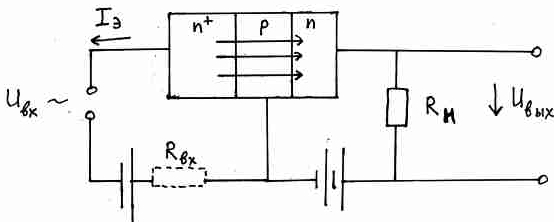 Iэ
n⁺ p n
Uвх ~
Rн
Uвых
Rвх